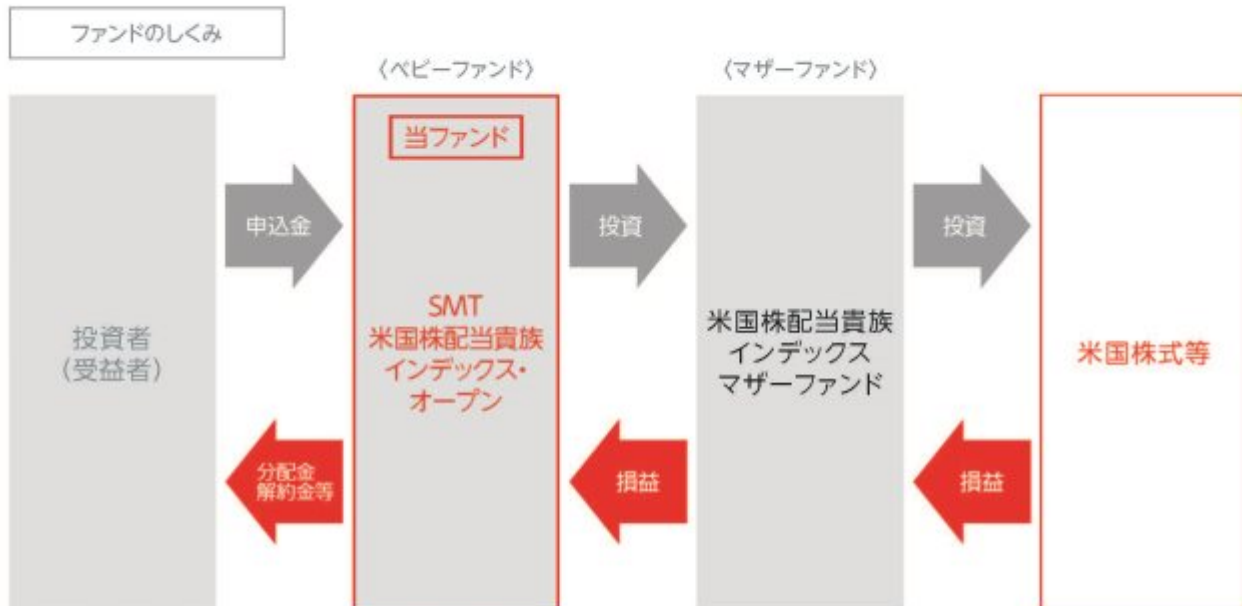 ファンドのしくみ
〈ベビーファンド〉
〈マザーファンド〉
当ファンド
申込金
投資
投資
投資者
(受益者)
SMT
米国株配当貴族
インデックス・
オープン
米国株配当貴族
インデックス
マザーファンド
米国株式等
分配金
解約金等
損益
損益